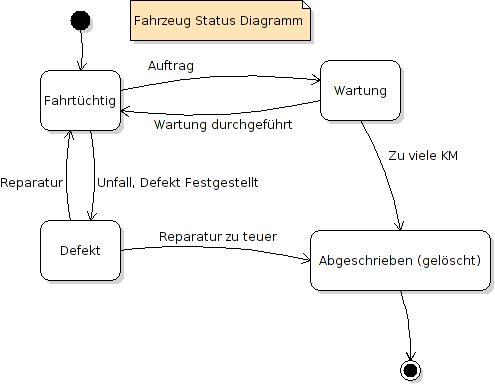 Fahrzeug Status Diagramm
Auftrag
Fahrtüchtig
Wartung
Wartung durchgeführt
Zu viele KM
Reparatur
Unfall, Defekt Festgestellt
Reparatur zu teuer
Defekt
Abgeschrieben (gelöscht)